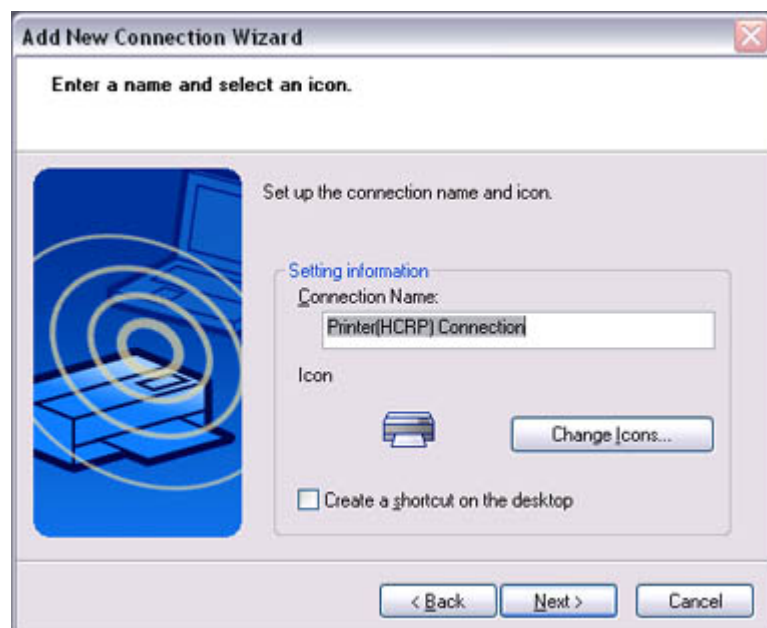 Add New Connection Wizard
Enter a name and select an icon.
Set up the connection name and icon.
Setting information
Connection Name:
Printer(HCRP) Connection
Icon
Change Icons...
Create a shortcut on the desktop
< Back
Next >
Cancel